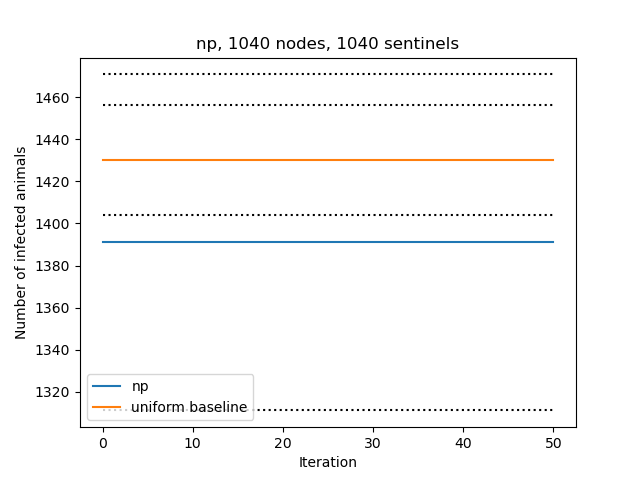 np, 1040 nodes, 1040 sentinels
1460
1440
1420
1400
1380
1360
1340
1320
Number of infected animals
np
uniform baseline
0 10 20 30 40 50
Iteration